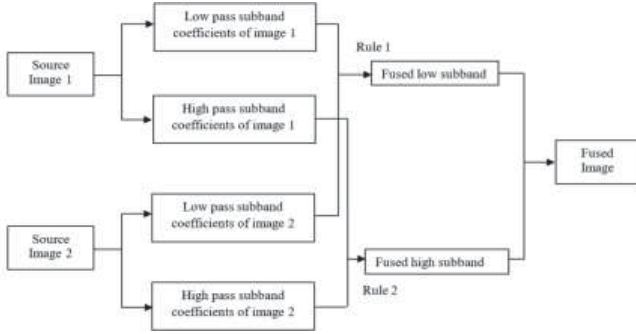 Low pass subband
coefficients of image 1
Rule 1
Source
Image 1
Fused low subband
High pass subband
coefficients of image 1
Fused
Image
Low pass subband
coefficients of image 2
Source
Image 2
Fused high subband
Rule 2
High pass subband
coefficients of image 2